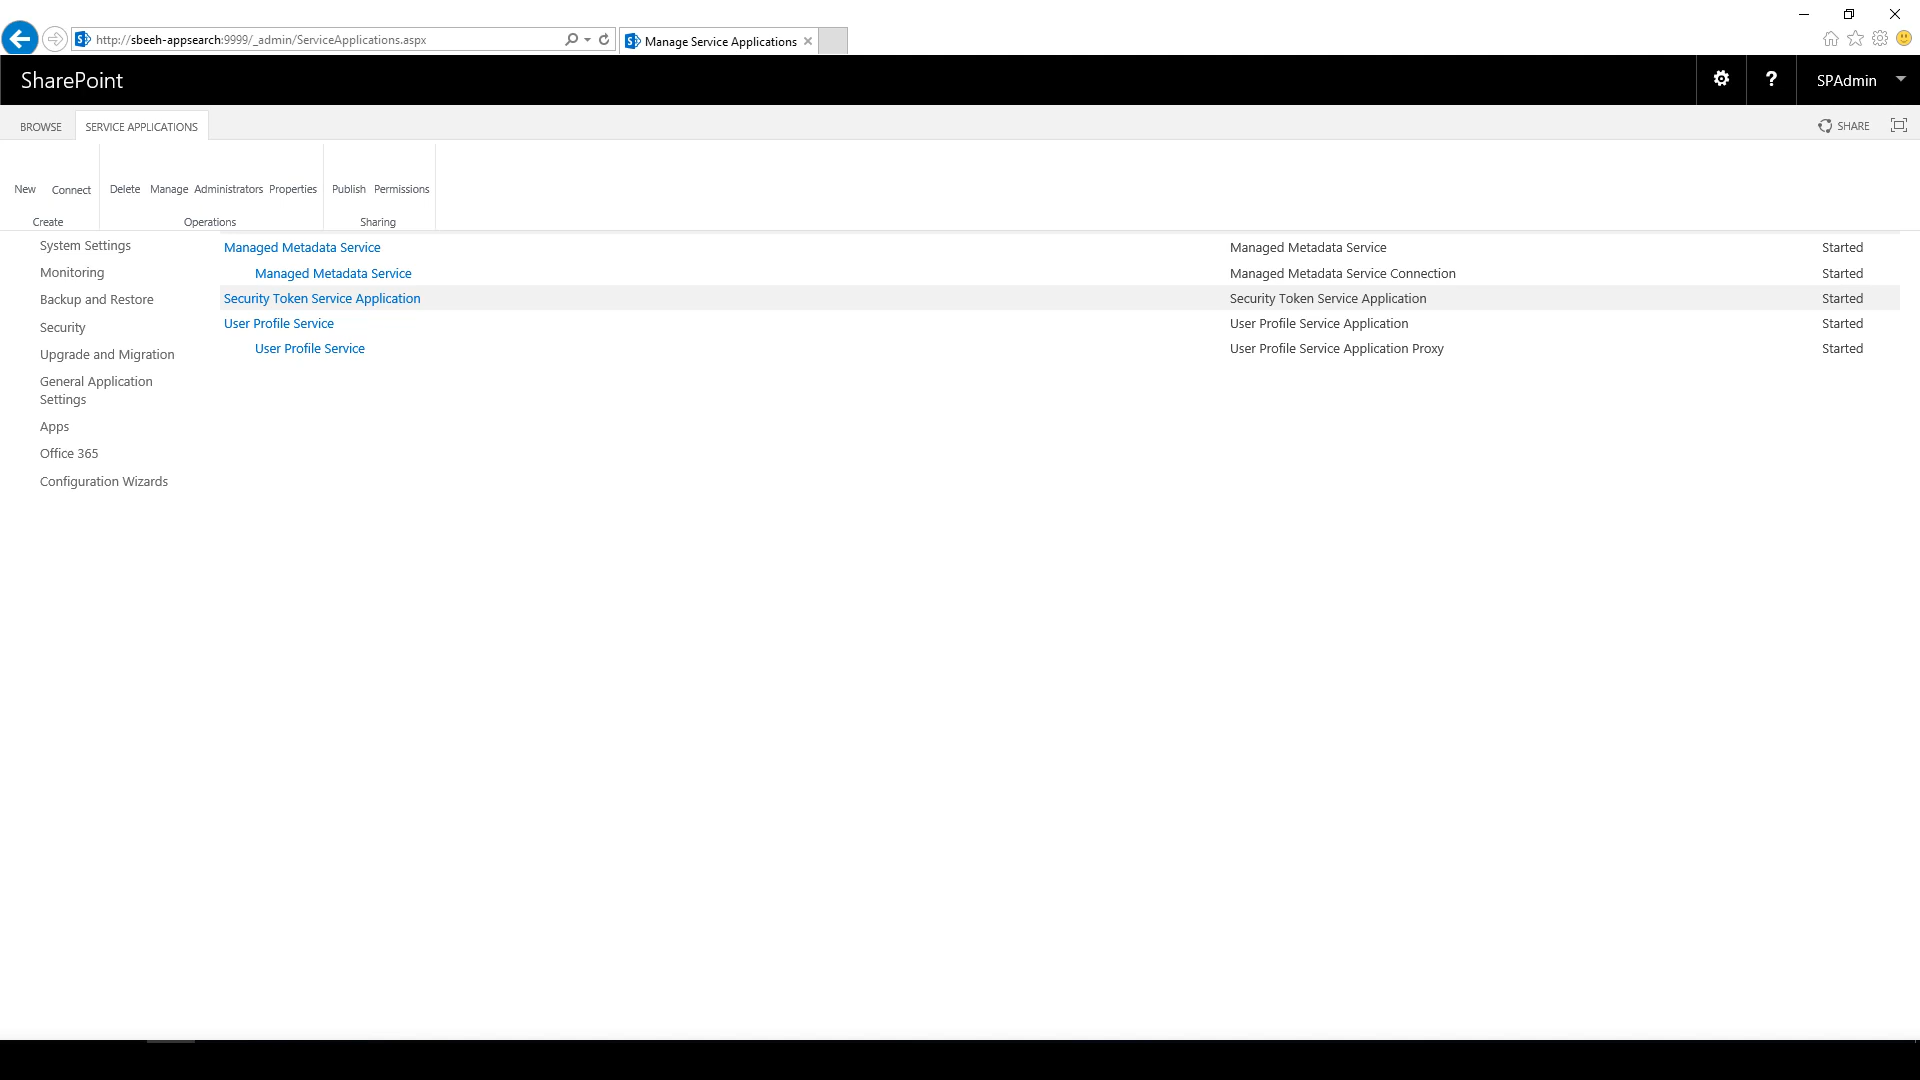 http://sbeeh-appsearch:9999/_admin/ServiceApplications.aspx
Manage Service Applications
SharePoint
? SPAdmin
BROWSE SERVICE APPLICATIONS
SHARE
New Connect Delete Manage Administrators Properties Publish Permissions
Create Operations Sharing
System Settings
Managed Metadata Service Managed Metadata Service Started
Monitoring
Managed Metadata Service Managed Metadata Service Connection Started
Backup and Restore
Security Token Service Application Security Token Service Application Started
Security
User Profile Service User Profile Service Application Started
Upgrade and Migration
User Profile Service User Profile Service Application Proxy Started
General Application
Settings
Apps
Office 365
Configuration Wizards